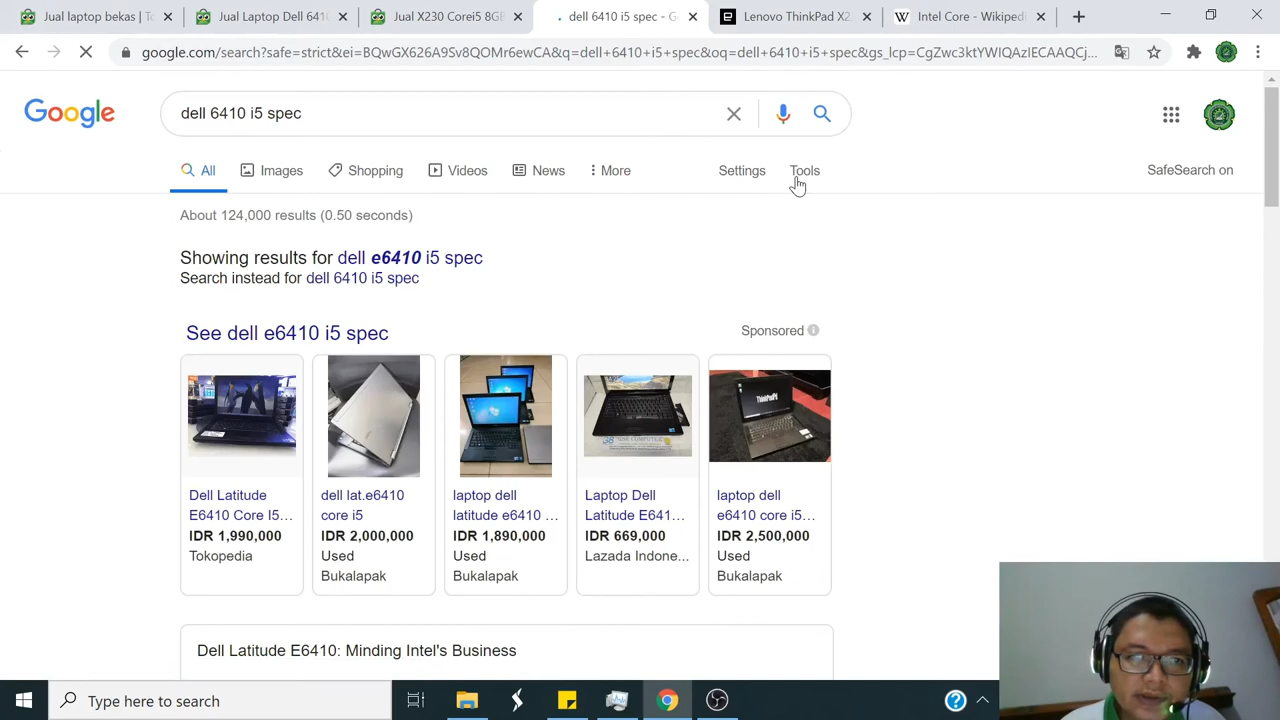 Jual laptop bekas | To
Jual Laptop Dell 641
Jual X230 Corei5 8GB
dell 6410 i5 spec - G
Lenovo ThinkPad X2
Intel Core - Wikiped
google.com/search?safe=strict&ei=BQwGX626A9Sv8QOMr6ewCA&q=dell+6410+i5+spec&oq=dell+6410+i5+spec&gs_lcp=CgZwc3ktYWIQAzIECAAQCj...
Google
dell 6410 i5 spec
All
Images
Shopping
Videos
News
More
Settings
Tools
SafeSearch on
About 124,000 results (0.50 seconds)
Showing results for dell e6410 i5 spec
Search instead for dell 6410 i5 spec
See dell e6410 i5 spec
Sponsored
Dell Latitude
E6410 Core I5...
IDR 1,990,000
Tokopedia
dell lat.e6410
core i5
IDR 2,000,000
Used
Bukalapak
laptop dell
latitude e6410 ...
IDR 1,890,000
Used
Bukalapak
Laptop Dell
Latitude E641...
IDR 669,000
Lazada Indone...
laptop dell
e6410 core i5...
IDR 2,500,000
Used
Bukalapak
Dell Latitude E6410: Minding Intel's Business
Type here to search